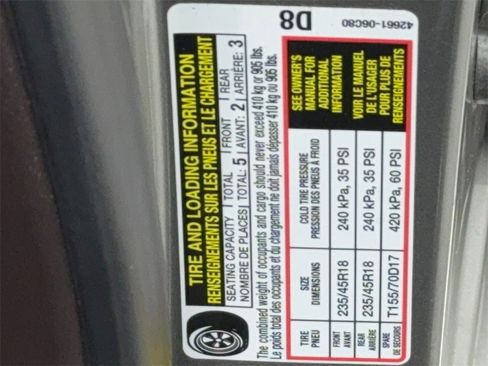 TIRE AND LOADING INFORMATION
RENSEIGNEMENTS SUR LES PNEUS ET LE CHARGEMENT
SEATING CAPACITY TOTAL 5 FRONT 2 REAR 3
NOMBRE DE PLACES TOTAL: AVANT: ARRIÈRE:
The combined weight of occupants and cargo should never exceed 410 kg or 905 lbs.
Le poids total des occupants et du chargement ne doit jamais dépasser 410 kg ou 905 lbs.
TIRE SIZE COLD TIRE PRESSURE
PNEU DIMENSIONS PRESSION DES PNEUS À FROID
FRONT
AVANT 235/45R18 240 kPa, 35 PSI
REAR
ARRIÈRE 235/45R18 240 kPa, 35 PSI
SPARE
DE SECOURS T155/70D17 420 kPa, 60 PSI
SEE OWNER'S
MANUAL FOR
ADDITIONAL
INFORMATION
VOIR LE MANUEL
DE L'USAGER
POUR PLUS DE
RENSEIGNEMENTS
D8
42661-06C80